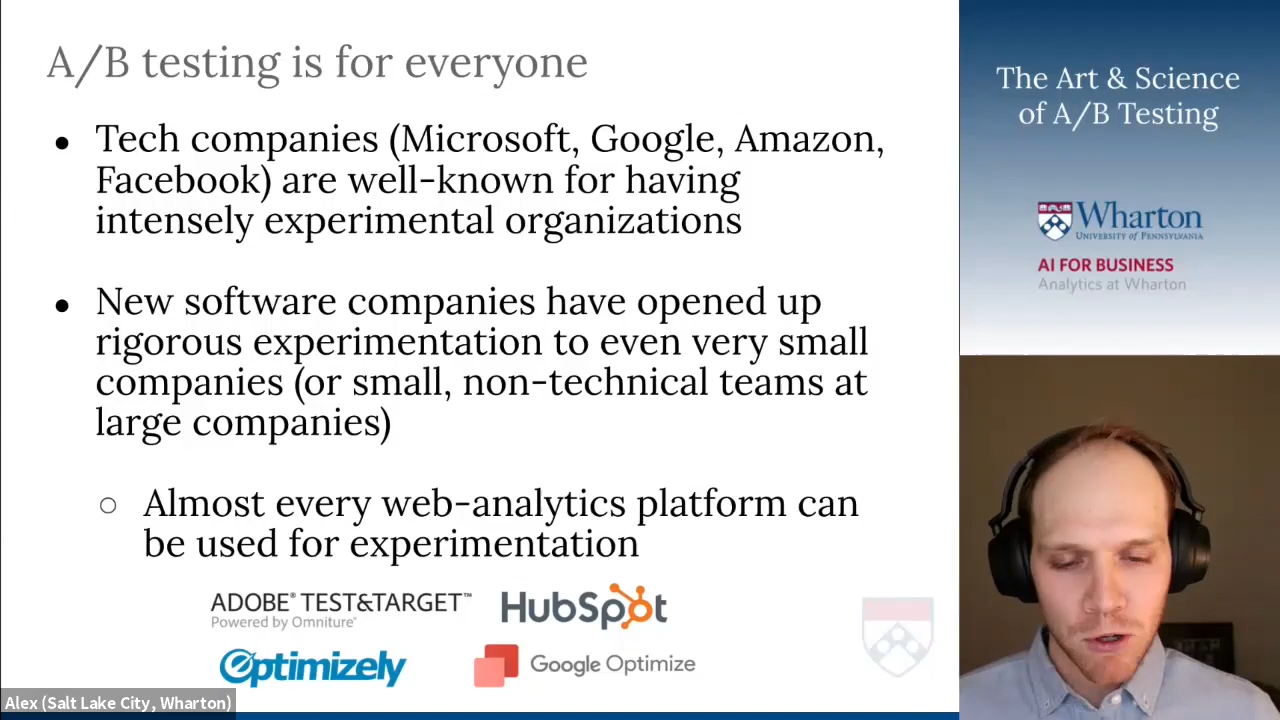 A/B testing is for everyone
● Tech companies (Microsoft, Google, Amazon,
Facebook) are well-known for having
intensely experimental organizations
● New software companies have opened up
rigorous experimentation to even very small
companies (or small, non-technical teams at
large companies)
○ Almost every web-analytics platform can
be used for experimentation
ADOBE® TEST&TARGET™
Powered by Omniture®
HubSpot
Optimizely
Google Optimize
Alex (Salt Lake City, Wharton)
The Art & Science
of A/B Testing
Wharton
UNIVERSITY of PENNSYLVANIA
AI FOR BUSINESS
Analytics at Wharton